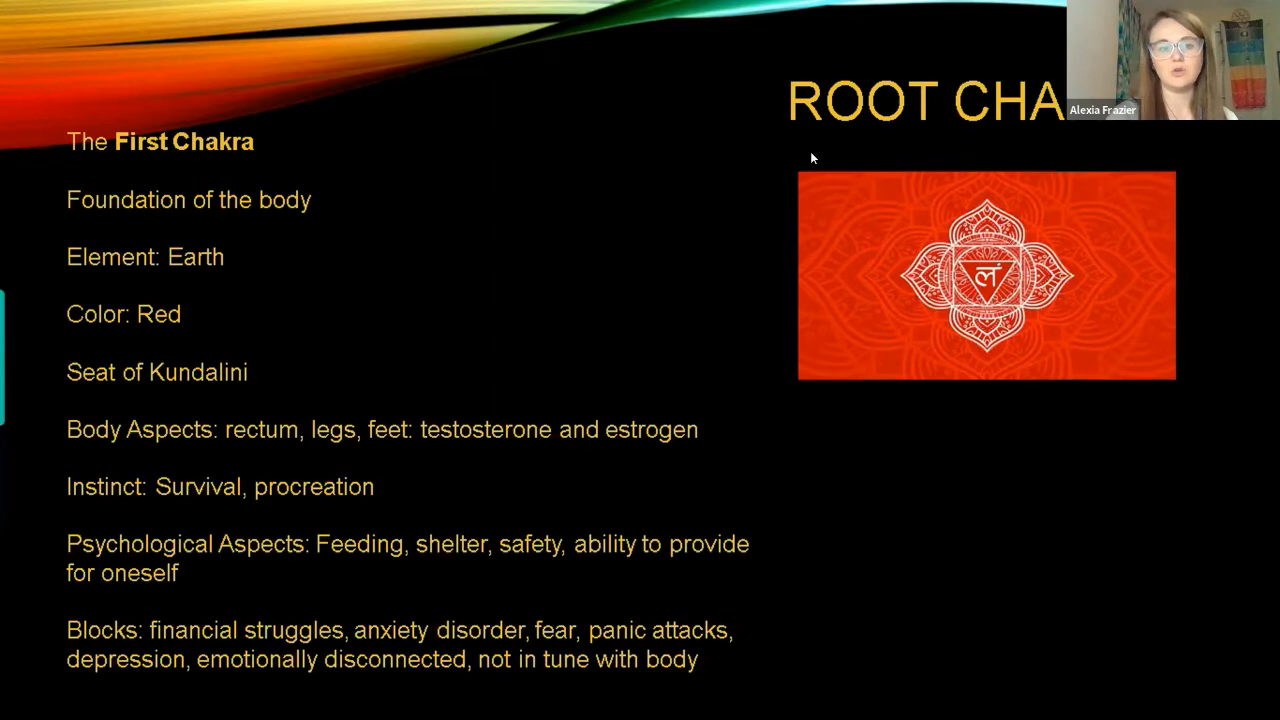 ROOT CHA
Alexia Frazier
The First Chakra
Foundation of the body
Element: Earth
Color: Red
Seat of Kundalini
Body Aspects: rectum, legs, feet: testosterone and estrogen
Instinct: Survival, procreation
Psychological Aspects: Feeding, shelter, safety, ability to provide
for oneself
Blocks: financial struggles, anxiety disorder, fear, panic attacks,
depression, emotionally disconnected, not in tune with body
लं